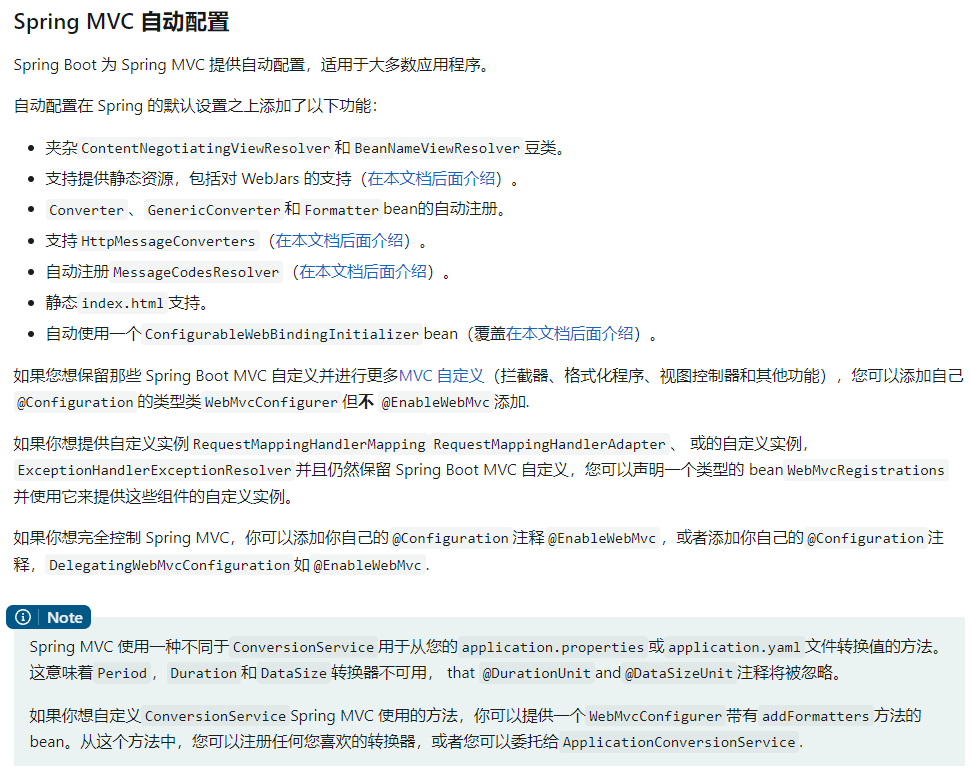 Spring MVC 自动配置
Spring Boot 为 Spring MVC 提供自动配置，适用于大多数应用程序。
自动配置在 Spring 的默认设置之上添加了以下功能：
• 夹杂 ContentNegotiatingViewResolver 和 BeanNameViewResolver 豆类。
• 支持提供静态资源，包括对 WebJars 的支持（在本文档后面介绍）。
• Converter 、 GenericConverter 和 Formatter bean的自动注册。
• 支持 HttpMessageConverters （在本文档后面介绍）。
• 自动注册 MessageCodesResolver （在本文档后面介绍）。
• 静态 index.html 支持。
• 自动使用一个 ConfigurableWebBindingInitializer bean（覆盖在本文档后面介绍）。
如果您想保留那些 Spring Boot MVC 自定义并进行更多MVC 自定义（拦截器、格式化程序、视图控制器和其他功能），您可以添加自己
@Configuration 的类型类 WebMvcConfigurer 但不 @EnableWebMvc 添加.
如果你想提供自定义实例 RequestMappingHandlerMapping RequestMappingHandlerAdapter 、 或的自定义实例，
ExceptionHandlerExceptionResolver 并且仍然保留 Spring Boot MVC 自定义，您可以声明一个类型的 bean WebMvcRegistrations
并使用它来提供这些组件的自定义实例。
如果你想完全控制 Spring MVC，你可以添加你自己的 @Configuration 注释 @EnableWebMvc ，或者添加你自己的 @Configuration 注
释， DelegatingWebMvcConfiguration 如 @EnableWebMvc .
Note
Spring MVC 使用一种不同于 ConversionService 用于从您的 application.properties 或 application.yaml 文件转换值的方法。
这意味着 Period ， Duration 和 DataSize 转换器不可用， that @DurationUnit and @DataSizeUnit 注释将被忽略。
如果你想自定义 ConversionService Spring MVC 使用的方法，你可以提供一个 WebMvcConfigurer 带有 addFormatters 方法的
bean。从这个方法中，您可以注册任何您喜欢的转换器，或者您可以委托给 ApplicationConversionService .